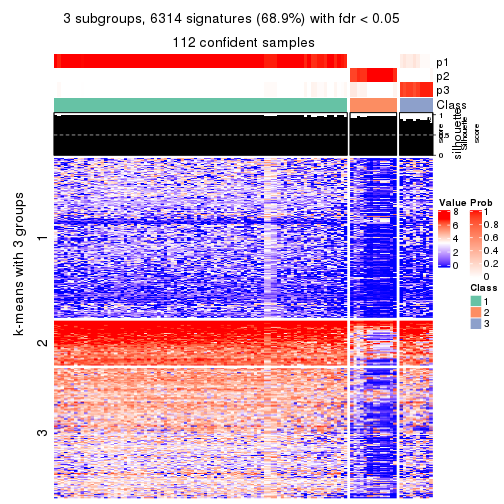 3 subgroups, 6314 signatures (68.9%) with fdr < 0.05
112 confident samples
p1
p2
p3
Class
1
0.5
0
silhouette
score
Silhouette
score
k-means with 3 groups
1
2
3
Value
8
6
4
2
0
Prob
1
0.8
0.6
0.4
0.2
0
Class
1
2
3